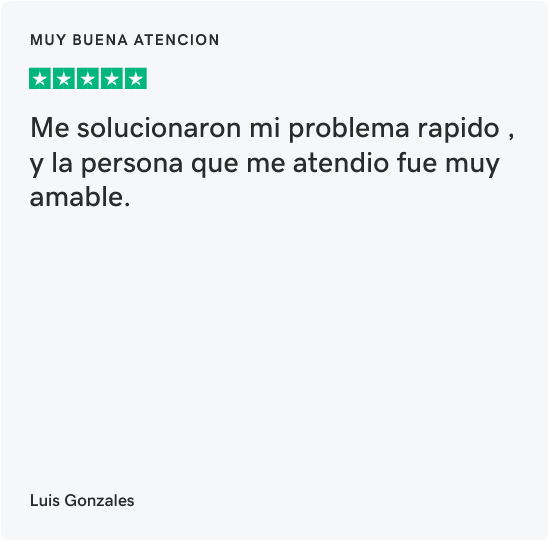 MUY BUENA ATENCION
Me solucionaron mi problema rapido ,
y la persona que me atendio fue muy
amable.
Luis Gonzales